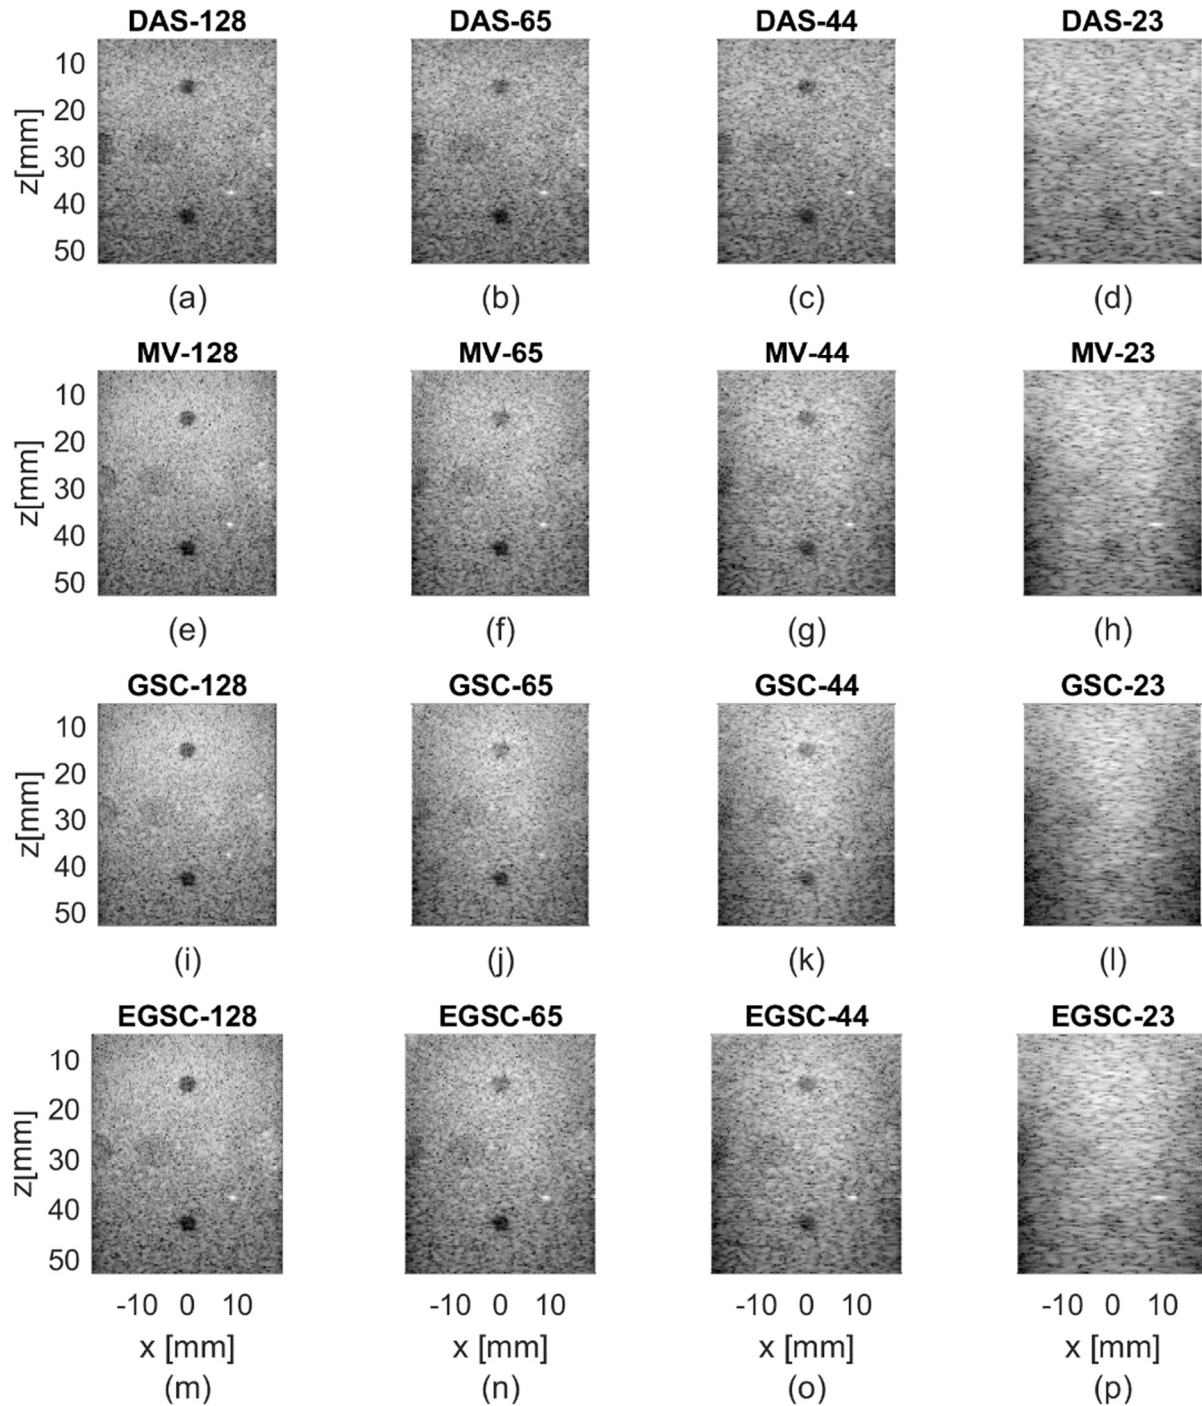 DAS-128 DAS-65 DAS-44 DAS-23
10
20
30
40
50
z[mm]
(a) (b) (c) (d)
MV-128 MV-65 MV-44 MV-23
10
20
30
40
50
z[mm]
(e) (f) (g) (h)
GSC-128 GSC-65 GSC-44 GSC-23
10
20
30
40
50
z[mm]
(i) (j) (k) (l)
EGSC-128 EGSC-65 EGSC-44 EGSC-23
10
20
30
40
50
z[mm]
-10 0 10 -10 0 10 -10 0 10 -10 0 10
x [mm] x [mm] x [mm] x [mm]
(m) (n) (o) (p)